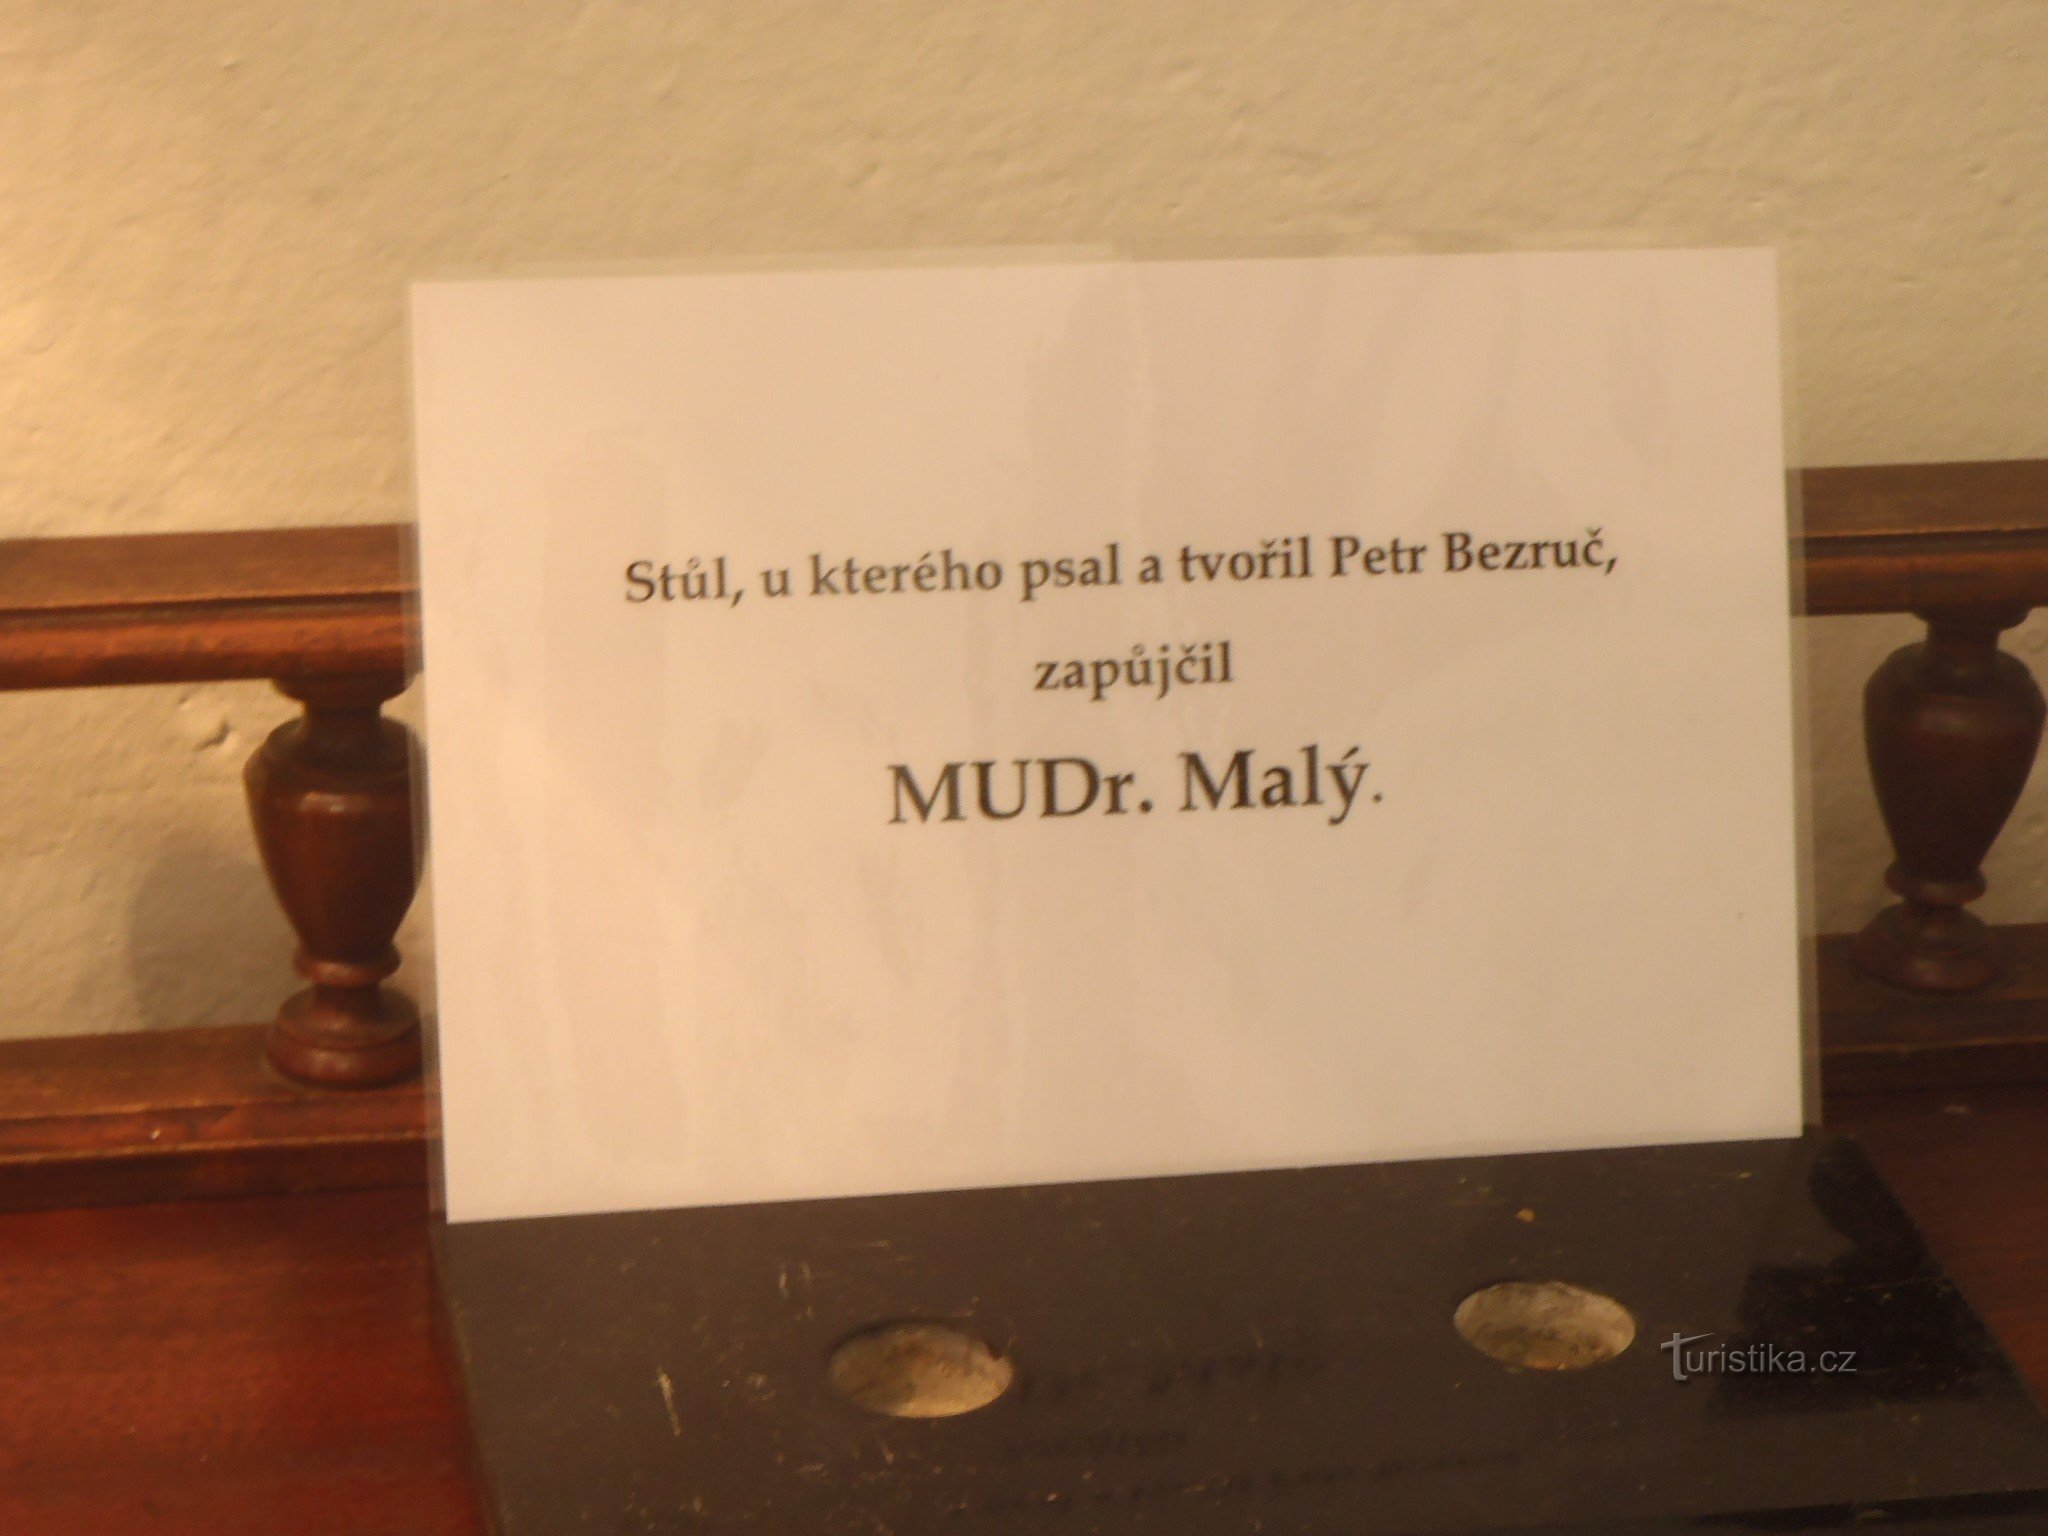 Stůl, u kterého psal a tvořil Petr Bezruč,
zapůjčil
MUDr. Malý.
Turistika.cz